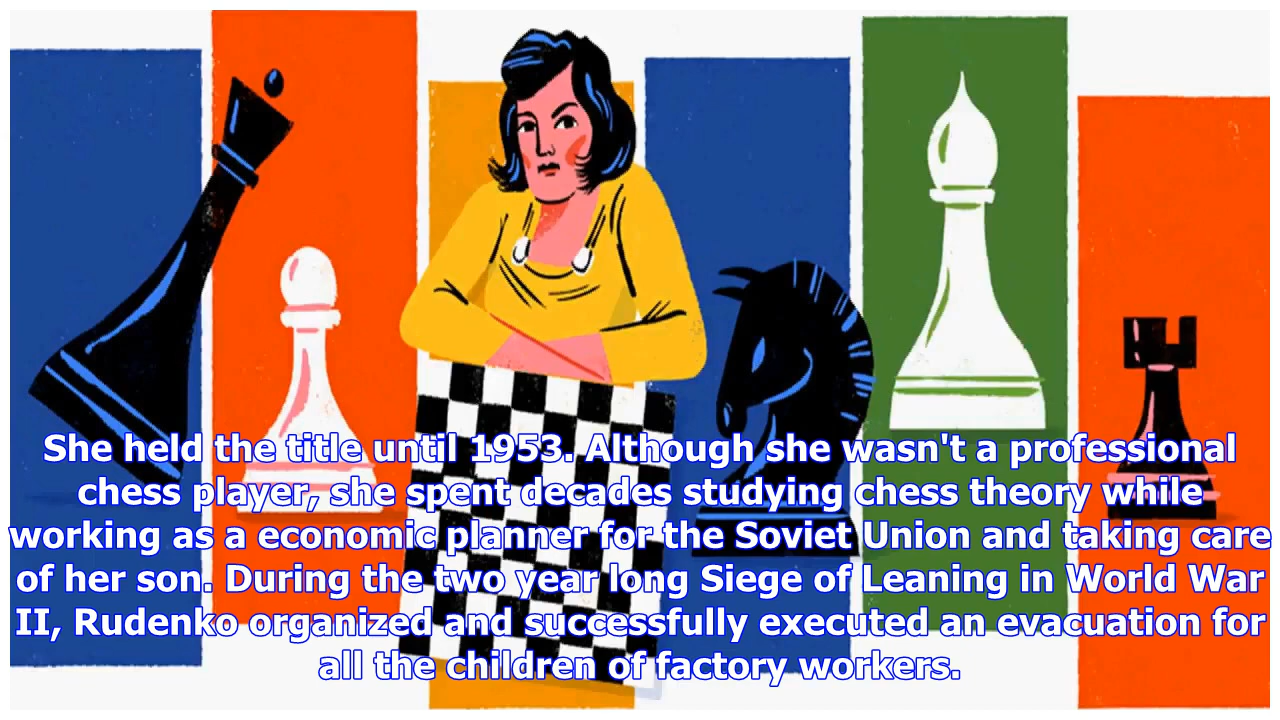 She held the title until 1953. Although she wasn't a professional
chess player, she spent decades studying chess theory while
working as a economic planner for the Soviet Union and taking care
of her son. During the two year long Siege of Leaning in World War
II, Rudenko organized and successfully executed an evacuation for
all the children of factory workers.